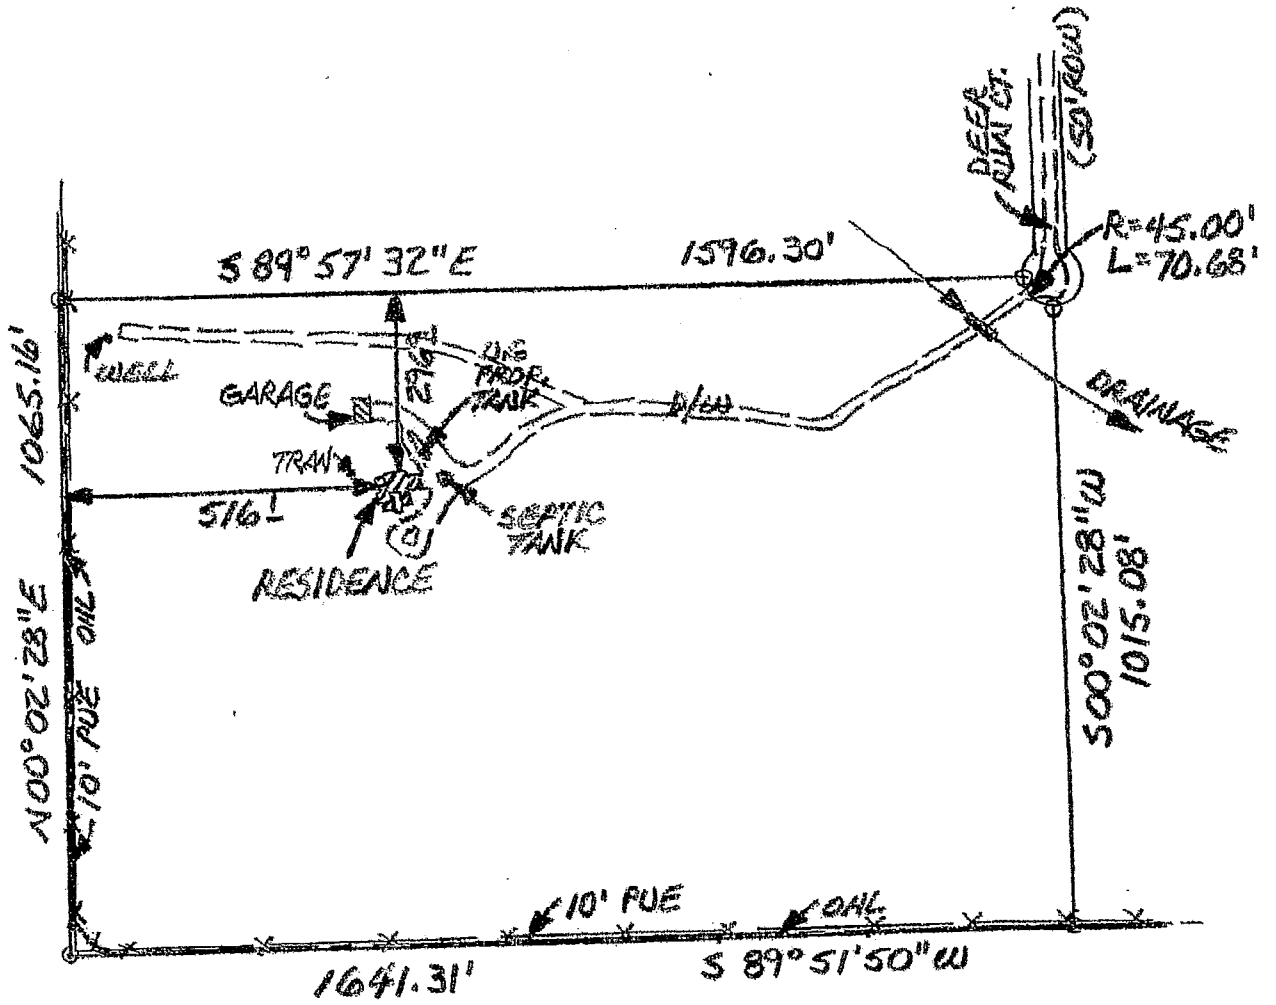 DEER
RUN CT.
(50' ROW)
R=45.00'
L=70.68'
S 89° 57' 32" E
1596.30'
1065.16'
WELL
GARAGE
296'
U/G
PROP.
TANK
D/W
DRAINAGE
TRAN
516'
SEPTIC
TANK
RESIDENCE
N00°02'28"E
OHL
10' PUE
S00°02'28"W
1015.08'
10' PUE
OHL
1641.31'
S 89°51'50"W